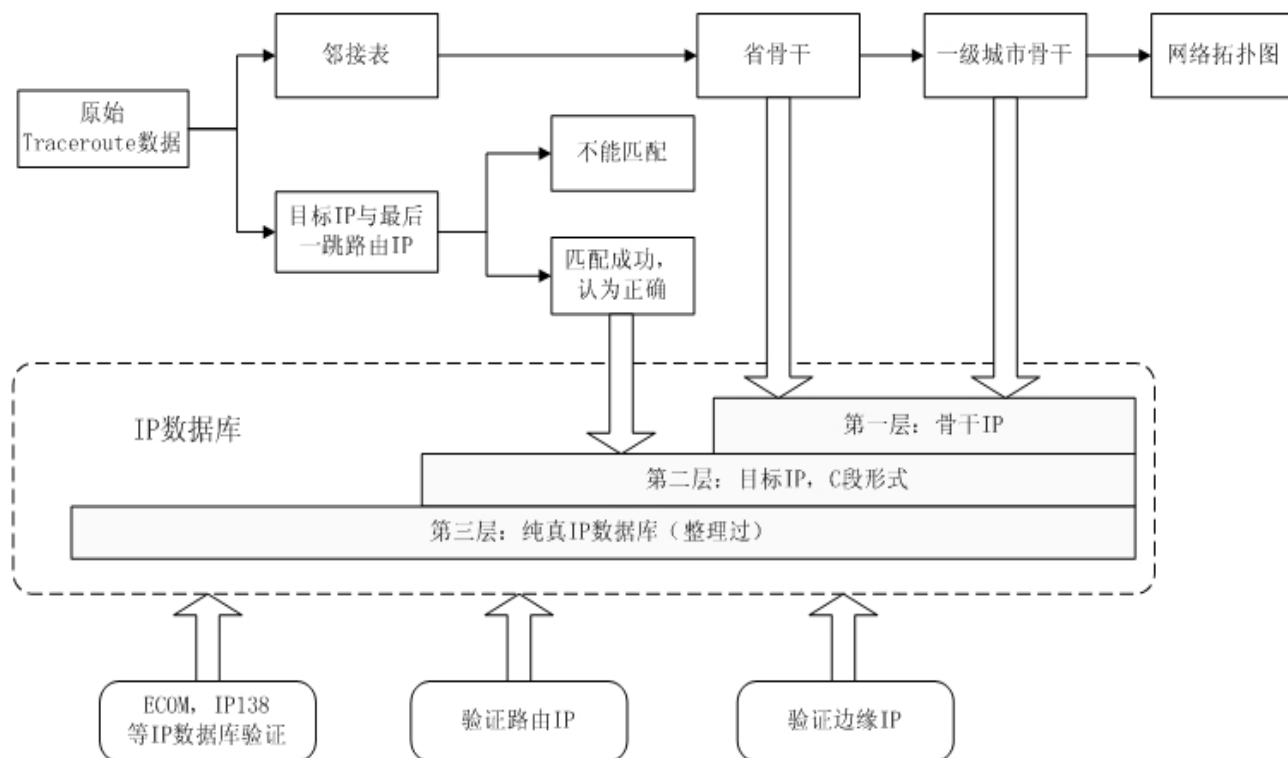 邻接表
省骨干
一级城市骨干
网络拓扑图
原始
Traceroute数据
不能匹配
目标IP与最后
一跳路由IP
匹配成功，
认为正确
IP数据库
第一层：骨干IP
第二层：目标IP，C段形式
第三层：纯真IP数据库（整理过）
ECOM，IP138
等IP数据库验证
验证路由IP
验证边缘IP